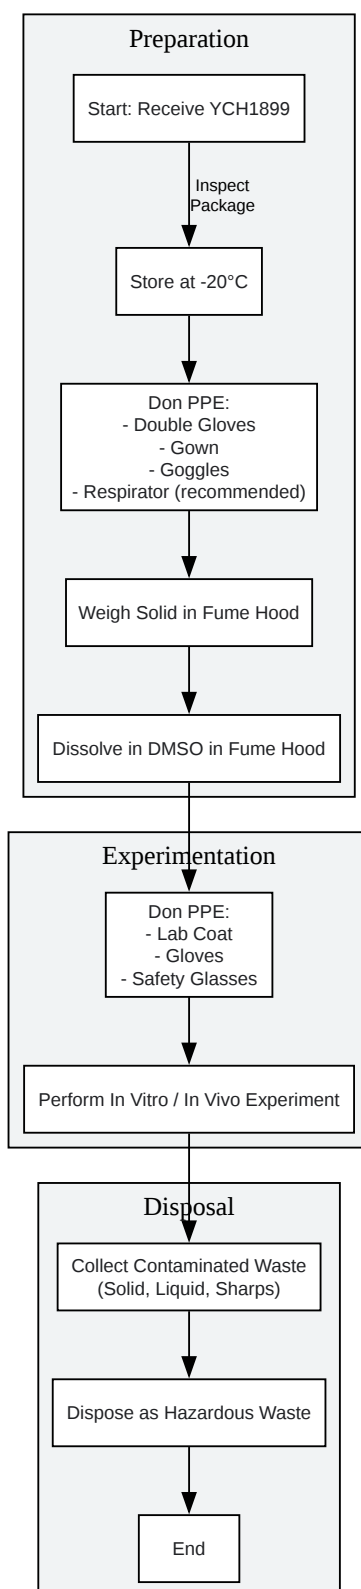 Preparation
Start: Receive YCH1899
Inspect
Package
Store at -20°C
Don PPE:
- Double Gloves
- Gown
- Goggles
- Respirator (recommended)
Weigh Solid in Fume Hood
Dissolve in DMSO in Fume Hood
Experimentation
Don PPE:
- Lab Coat
- Gloves
- Safety Glasses
Perform In Vitro / In Vivo Experiment
Disposal
Collect Contaminated Waste
(Solid, Liquid, Sharps)
Dispose as Hazardous Waste
End